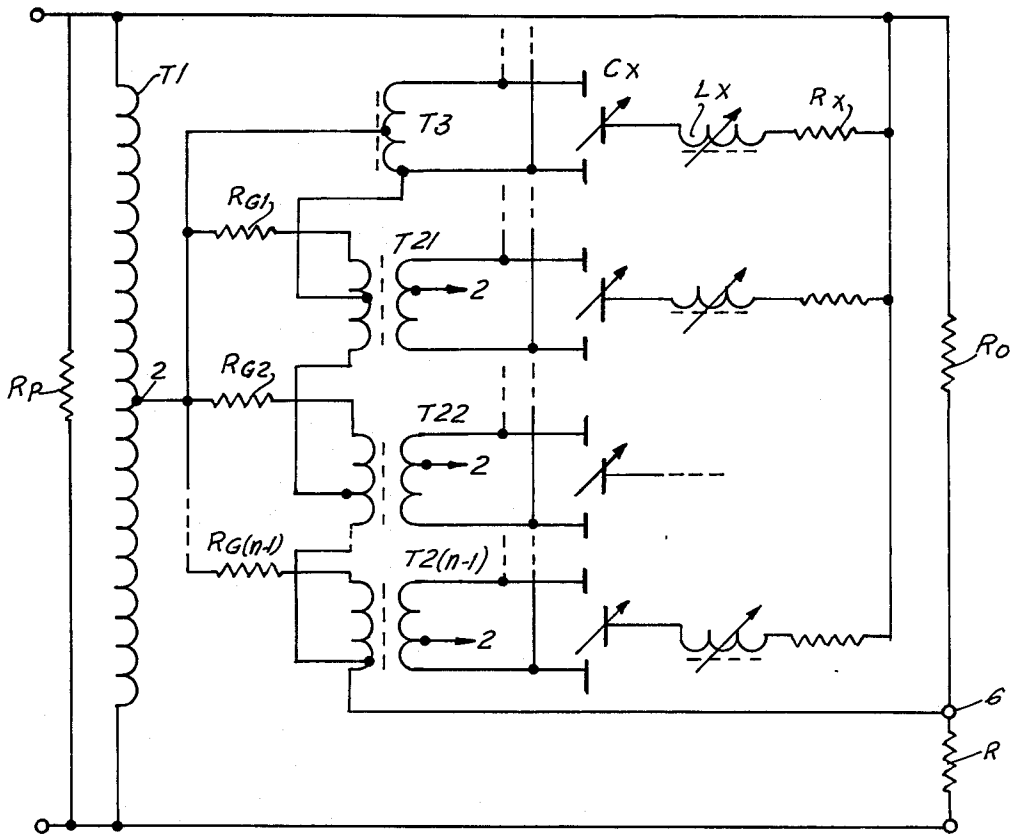 T1
Cx
Lx
Rx
T3
RG1
T21
2
Ro
Rp
2
RG2
T22
2
RG(n-1)
T2(n-1)
2
6
R